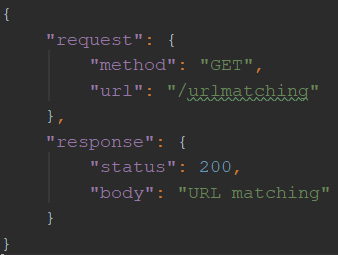 {
    "request": {
        "method": "GET",
        "url": "/urlmatching"
    },
    "response": {
        "status": 200,
        "body": "URL matching"
    }
}